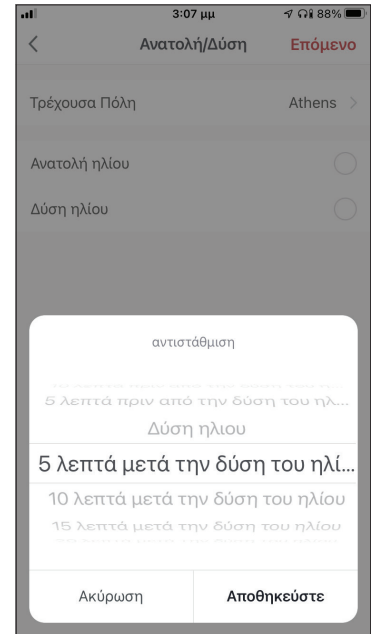 3:07 μμ
88%
Ανατολή/Δύση
Επόμενο
Τρέχουσα Πόλη
Athens
Ανατολή ηλίου
Δύση ηλίου
αντιστάθμιση
5 λεπτά πριν από την δύση του ηλ...
Δύση ηλιου
5 λεπτά μετά την δύση του ηλί...
10 λεπτά μετά την δύση του ηλίου
15 λεπτά μετά την δύση του ηλίου
Ακύρωση
Αποθηκεύστε